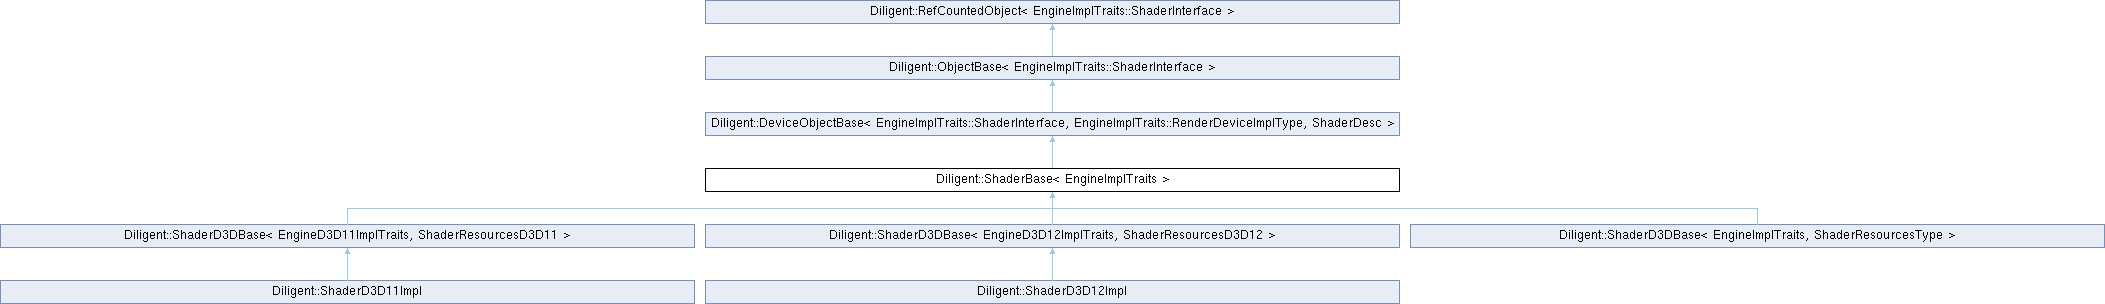 Diligent::RefCountedObject< EngineImplTraits::ShaderInterface >
Diligent::ObjectBase< EngineImplTraits::ShaderInterface >
Diligent::DeviceObjectBase< EngineImplTraits::ShaderInterface, EngineImplTraits::RenderDeviceImplType, ShaderDesc >
Diligent::ShaderBase< EngineImplTraits >
Diligent::ShaderD3DBase< EngineD3D11ImplTraits, ShaderResourcesD3D11 >
Diligent::ShaderD3DBase< EngineD3D12ImplTraits, ShaderResourcesD3D12 >
Diligent::ShaderD3DBase< EngineImplTraits, ShaderResourcesType >
Diligent::ShaderD3D11Impl
Diligent::ShaderD3D12Impl